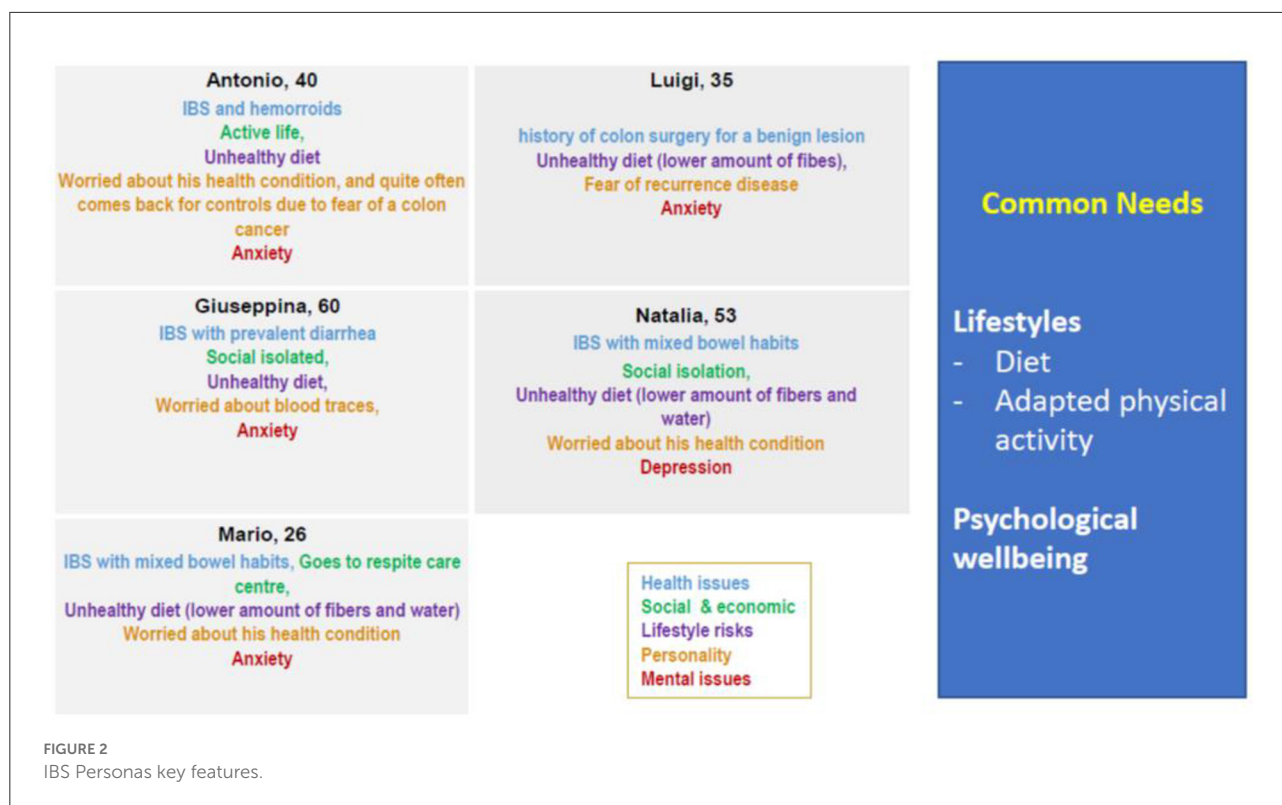 Antonio, 40
IBS and hemorroids
Active life,
Unhealthy diet
Worried about his health condition, and quite often
comes back for controls due to fear of a colon
cancer
Anxiety
Luigi, 35
history of colon surgery for a benign lesion
Unhealthy diet (lower amount of fibes),
Fear of recurrence disease
Anxiety
Giuseppina, 60
IBS with prevalent diarrhea
Social isolated,
Unhealthy diet,
Worried about blood traces,
Anxiety
Natalia, 53
IBS with mixed bowel habits
Social isolation,
Unhealthy diet (lower amount of fibers and
water)
Worried about his health condition
Depression
Mario, 26
IBS with mixed bowel habits, Goes to respite care
centre,
Unhealthy diet (lower amount of fibers and water)
Worried about his health condition
Anxiety
Health issues
Social & economic
Lifestyle risks
Personality
Mental issues
Common Needs
Lifestyles
- Diet
- Adapted physical
activity
Psychological
wellbeing
FIGURE 2
IBS Personas key features.